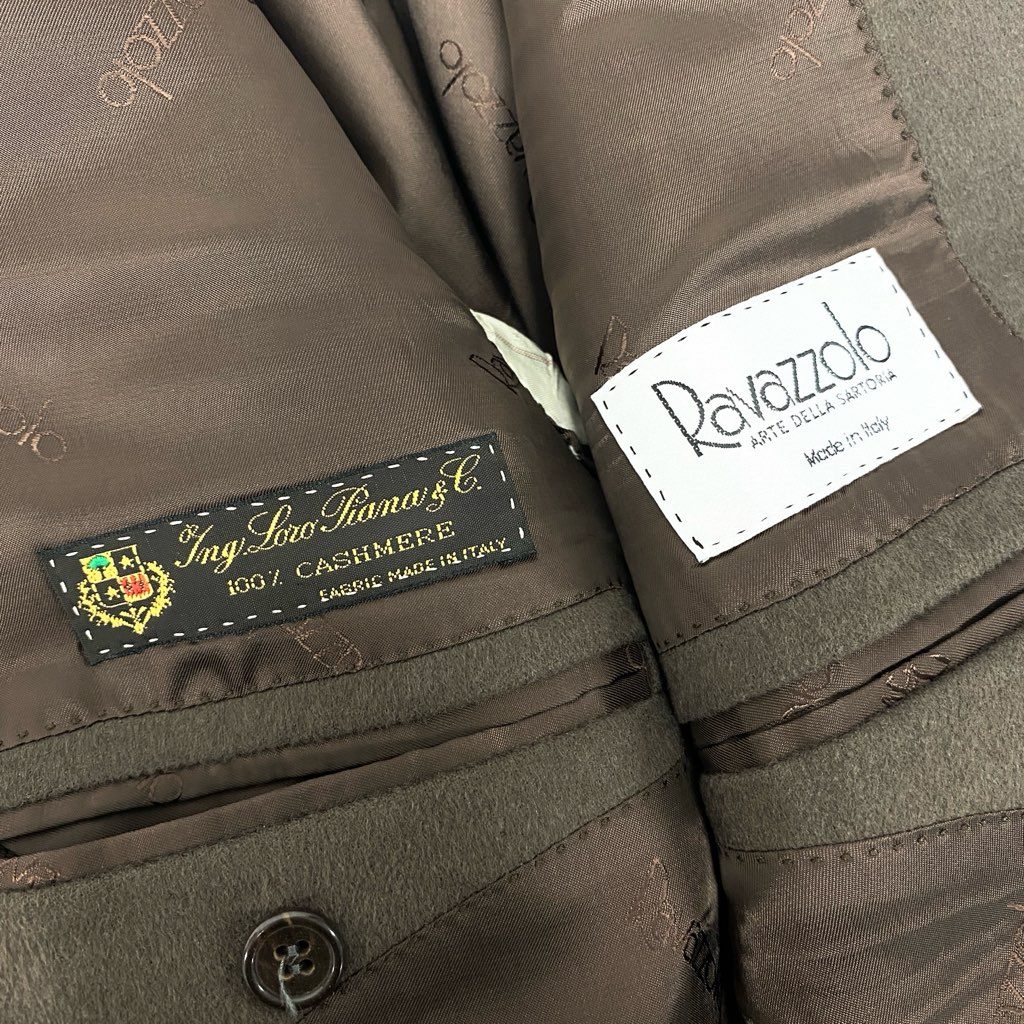 Ravazzolo
ARTE DELLA SARTORIA
Made in Italy
Ing. Loro Piana & C.
100% CASHMERE
FABRIC MADE IN ITALY